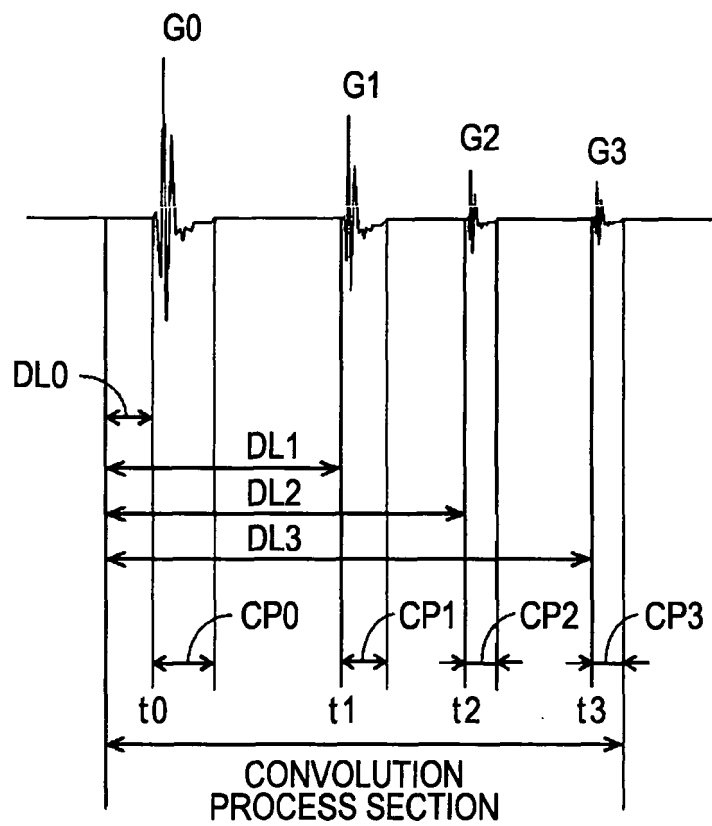 G0
G1
G2
G3
DL0
DL1
DL2
DL3
CP0
CP1
CP2
CP3
t0
t1
t2
t3
CONVOLUTION
PROCESS SECTION